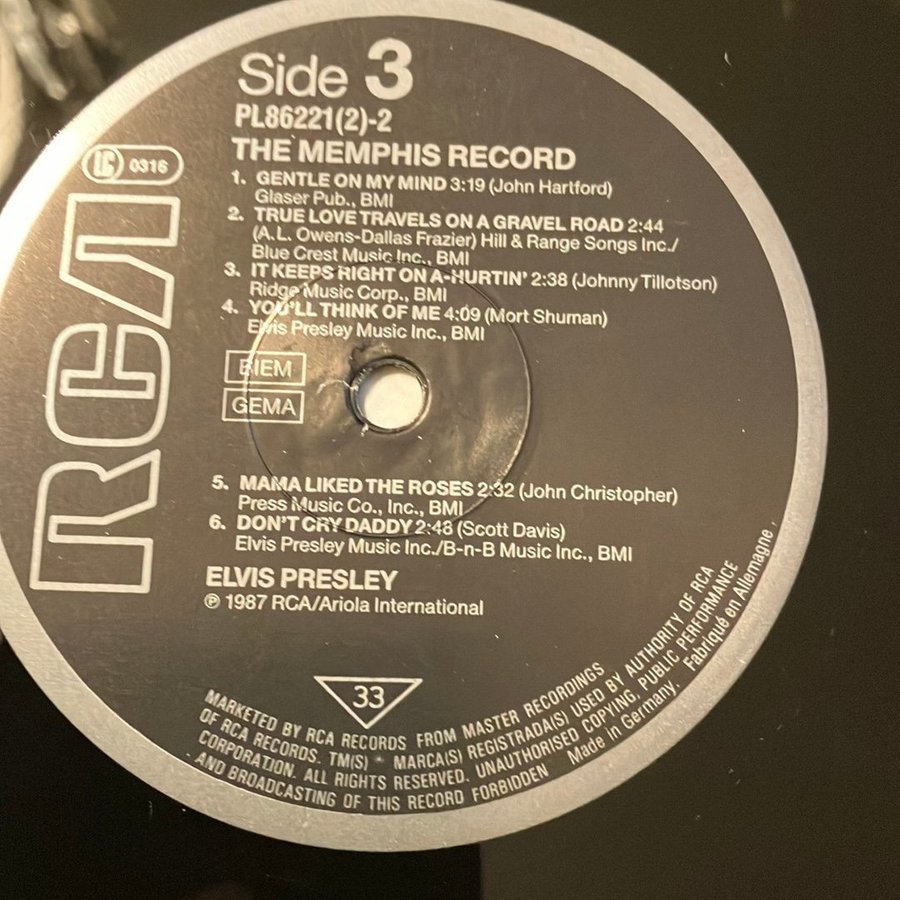 Side 3
PL86221(2)-2
THE MEMPHIS RECORD
LC 0316
RCA
1. GENTLE ON MY MIND 3:19 (John Hartford)
Glaser Pub., BMI
2. TRUE LOVE TRAVELS ON A GRAVEL ROAD 2:44
(A.L. Owens-Dallas Frazier) Hill & Range Songs Inc./
Blue Crest Music Inc., BMI
3. IT KEEPS RIGHT ON A-HURTIN' 2:38 (Johnny Tillotson)
Ridge Music Corp., BMI
4. YOU'LL THINK OF ME 4:09 (Mort Shuman)
Elvis Presley Music Inc., BMI
BIEM
GEMA
5. MAMA LIKED THE ROSES 2:32 (John Christopher)
Press Music Co., Inc., BMI
6. DON'T CRY DADDY 2:48 (Scott Davis)
Elvis Presley Music Inc./B-n-B Music Inc., BMI
ELVIS PRESLEY
℗ 1987 RCA/Ariola International
33
MARKETED BY RCA RECORDS FROM MASTER RECORDINGS
OF RCA RECORDS. TM(S) * MARCA(S) REGISTRADA(S) USED BY AUTHORITY OF RCA
CORPORATION. ALL RIGHTS RESERVED. UNAUTHORISED COPYING, PUBLIC PERFORMANCE
AND BROADCASTING OF THIS RECORD FORBIDDEN Made in Germany. Fabriqué en Allemagne.